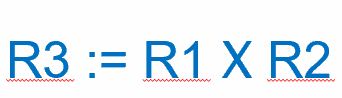 R3 := R1 X R2